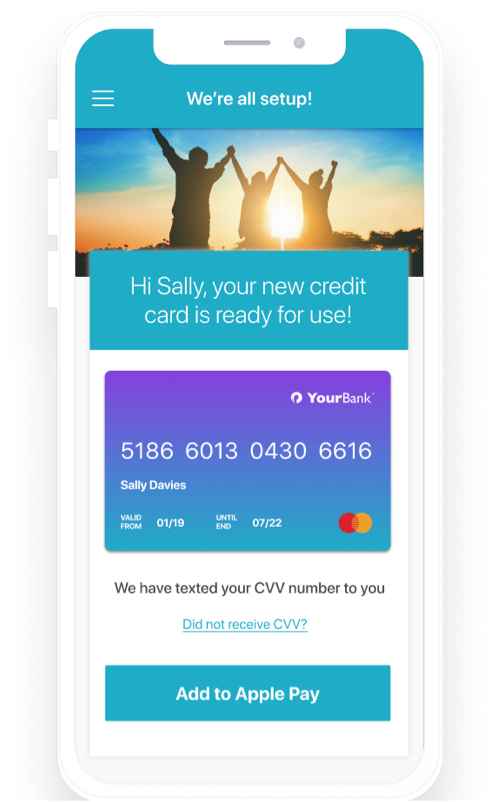 We're all setup!
Hi Sally, your new credit
card is ready for use!
YourBank
5186 6013 0430 6616
Sally Davies
VALID
FROM 01/19
UNTIL
END 07/22
We have texted your CVV number to you
Did not receive CVV?
Add to Apple Pay